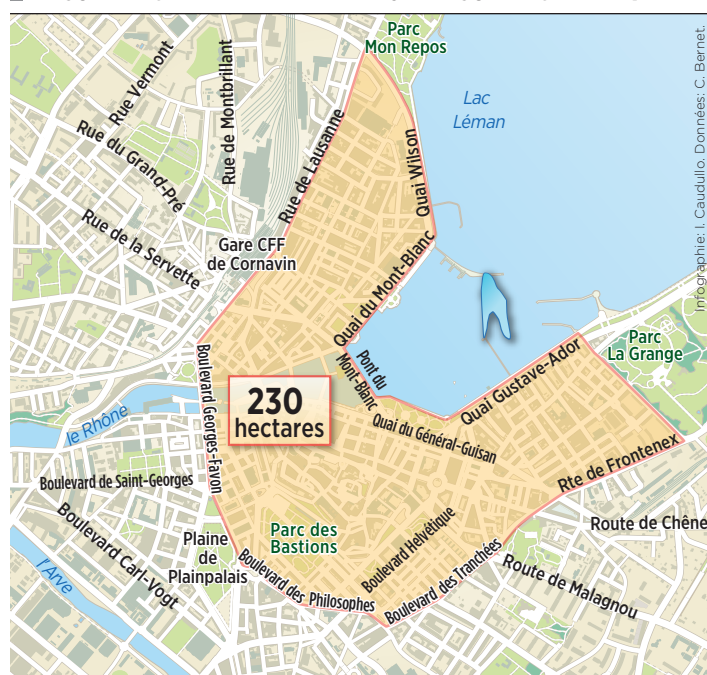 Parc
Mon Repos
Lac
Léman
Infographie: I. Caudullo. Données: C. Bernet.
Rue Vermont
Rue de Montbrillant
Rue du Grand-Pré
Rue de Lausanne
Quai Wilson
Rue de la Servette
Gare CFF
de Cornavin
Quai du Mont-Blanc
Parc
La Grange
Pont du
Mont-Blanc
Quai Gustave-Ador
Boulevard Georges-Favon
230
hectares
le Rhône
Quai du Général-Guisan
Rte de Frontenex
Boulevard de Saint-Georges
Boulevard Carl-Vogt
Plaine
de
Plainpalais
Parc des
Bastions
Boulevard Helvétique
Route de Chêne
l'Arve
Boulevard des Philosophes
Boulevard des Tranchées
Route de Malagnou